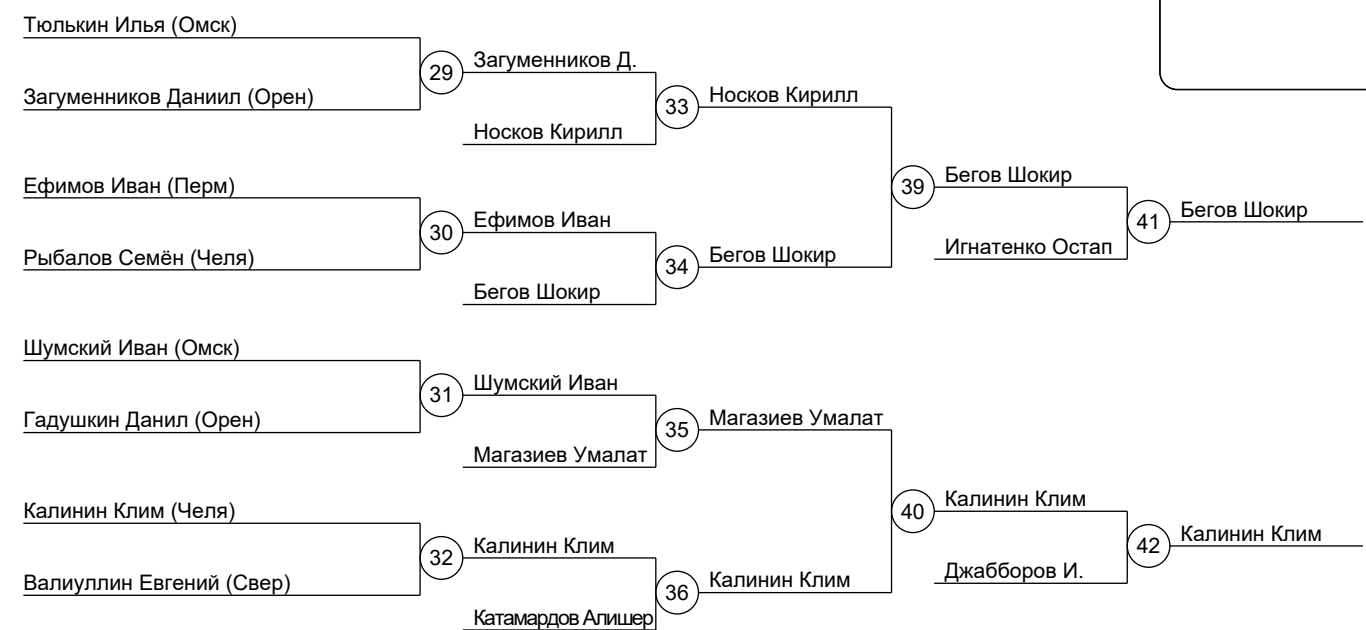 Тюлькин Илья (Омск)
29
Загуменников Д.
Загуменников Даниил (Орен)
33
Носков Кирилл
Носков Кирилл
Ефимов Иван (Перм)
39
Бегов Шокир
30
Ефимов Иван
41
Бегов Шокир
Рыбалов Семён (Челя)
34
Бегов Шокир
Игнатенко Остап
Бегов Шокир
Шумский Иван (Омск)
31
Шумский Иван
Гадушкин Данил (Орен)
35
Магазиев Умалат
Магазиев Умалат
Калинин Клим (Челя)
40
Калинин Клим
32
Калинин Клим
42
Калинин Клим
Валиуллин Евгений (Свер)
36
Калинин Клим
Джабборов И.
Катамардов Алишер